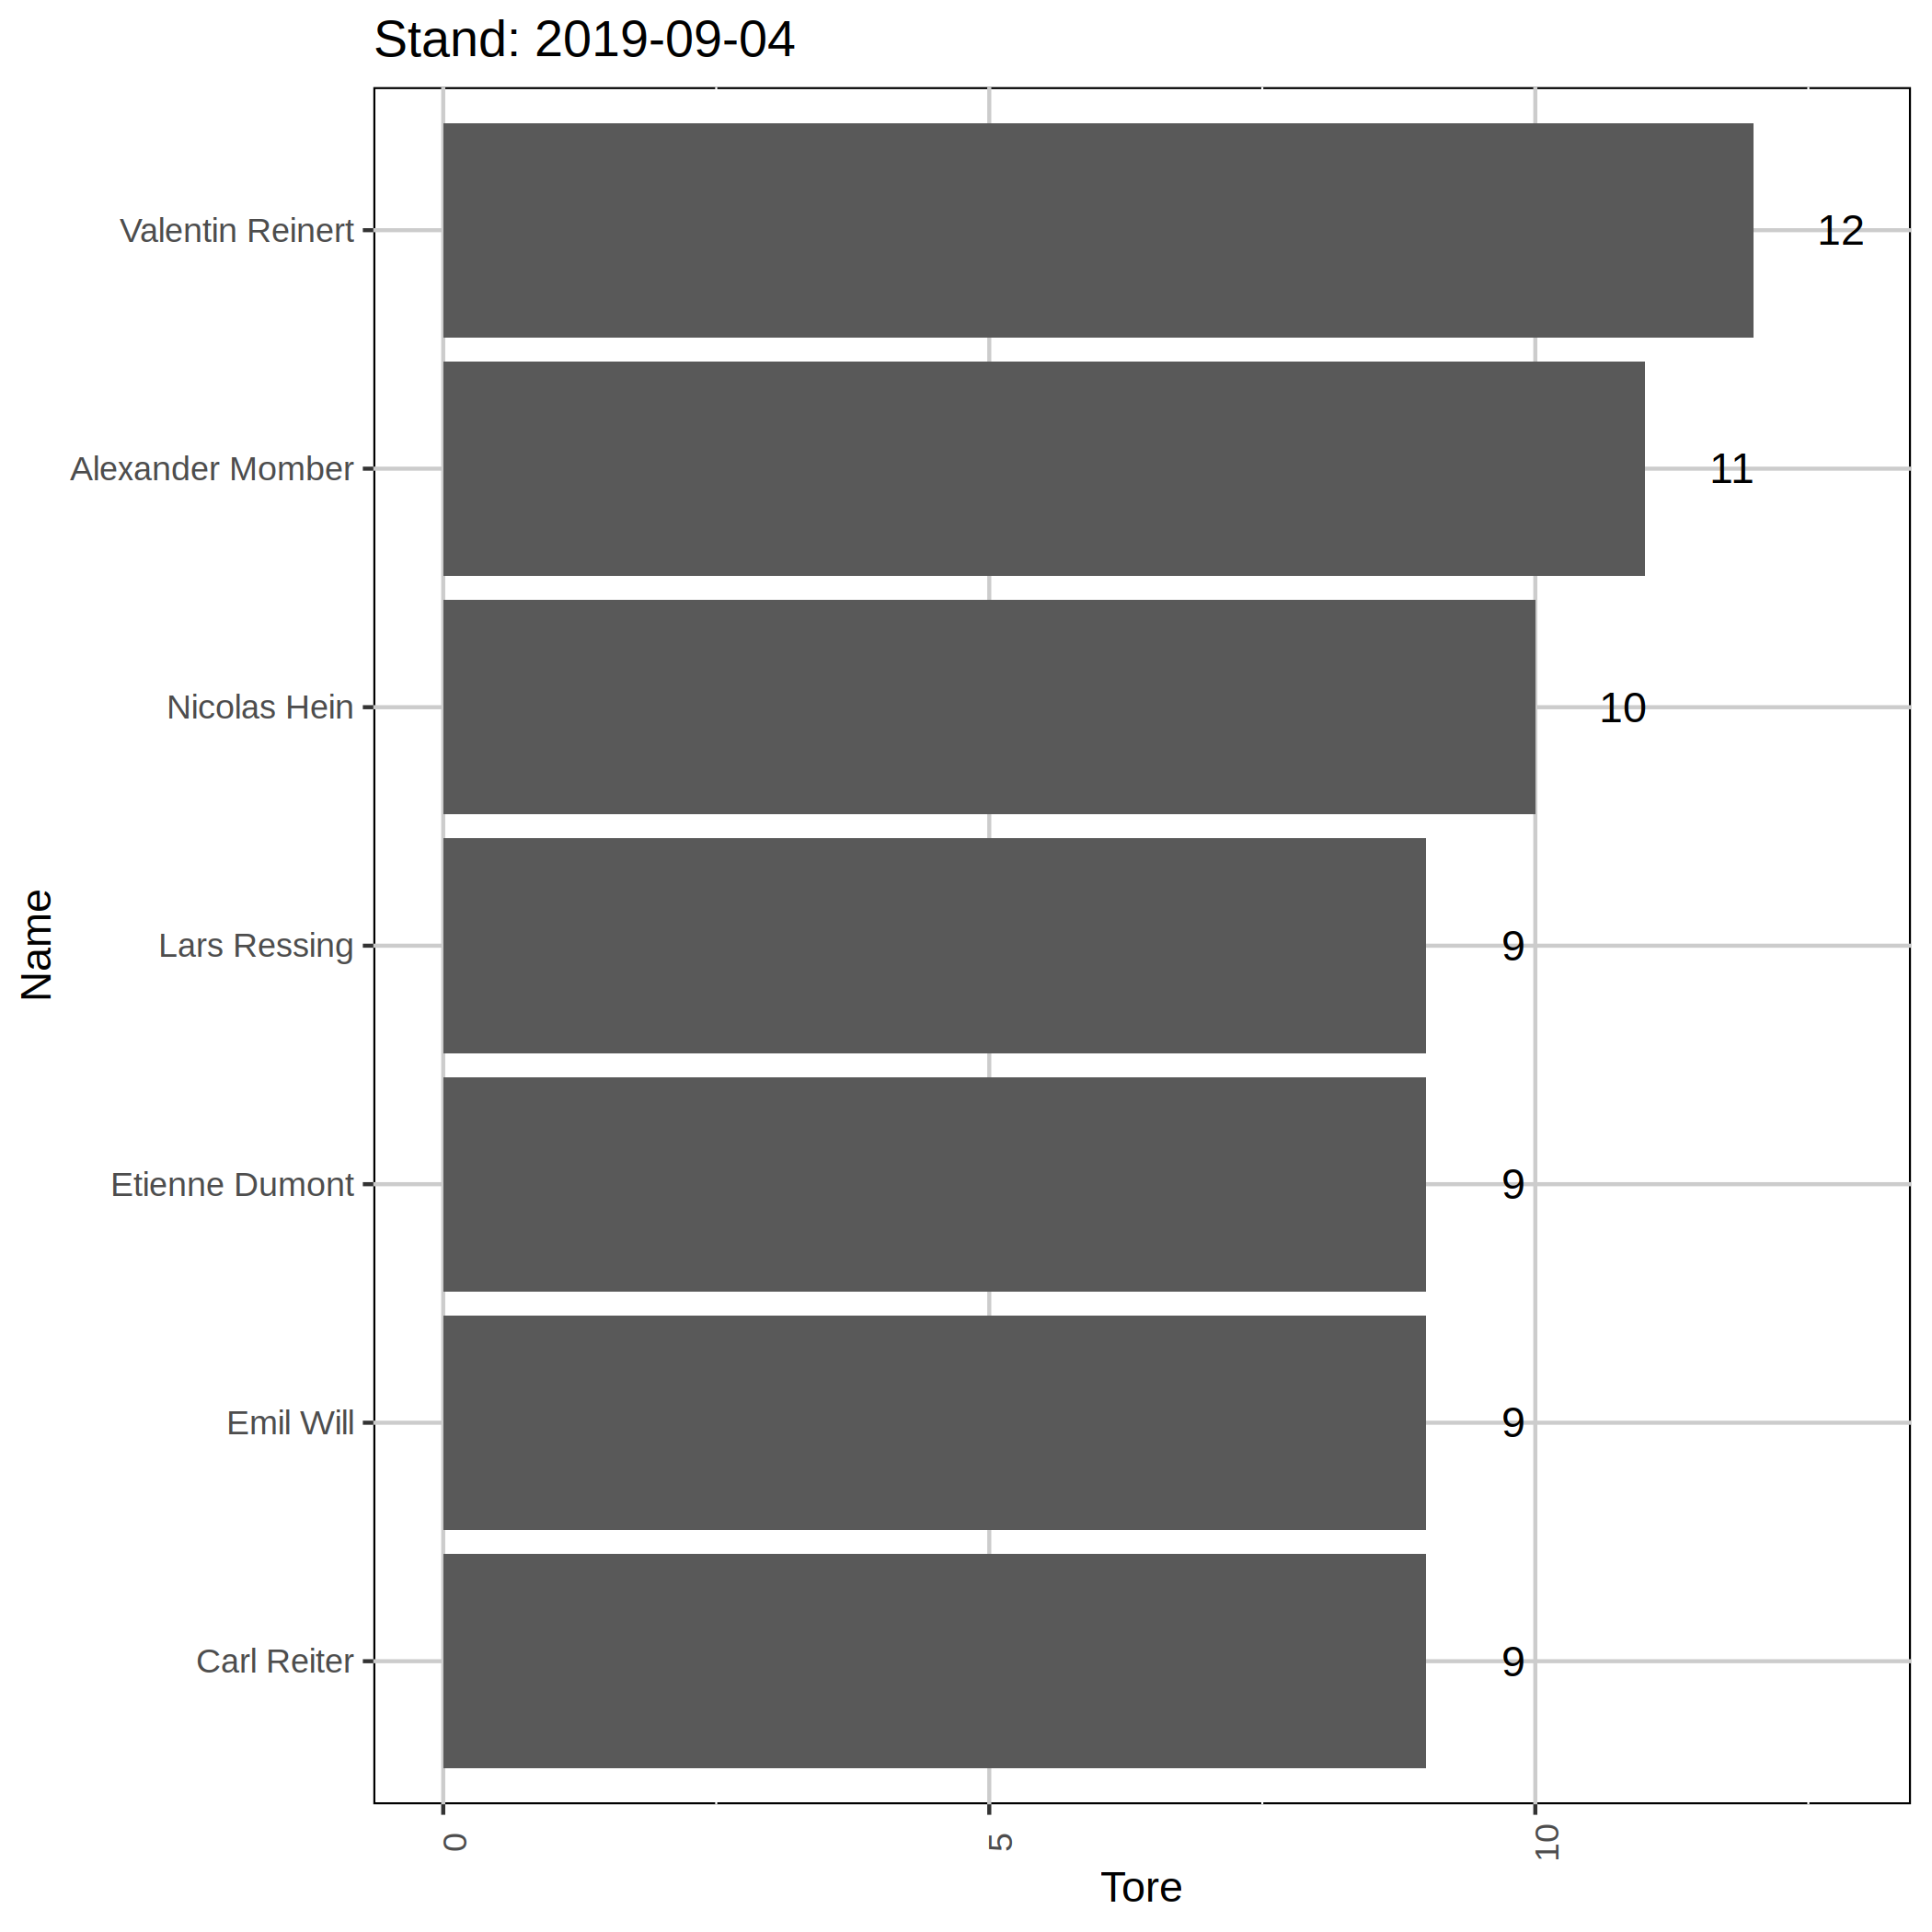 Stand: 2019-09-04
Valentin Reinert
12
Alexander Momber
11
Nicolas Hein
10
Lars Ressing
9
Etienne Dumont
9
Emil Will
9
Carl Reiter
9
Name
0
5
10
Tore